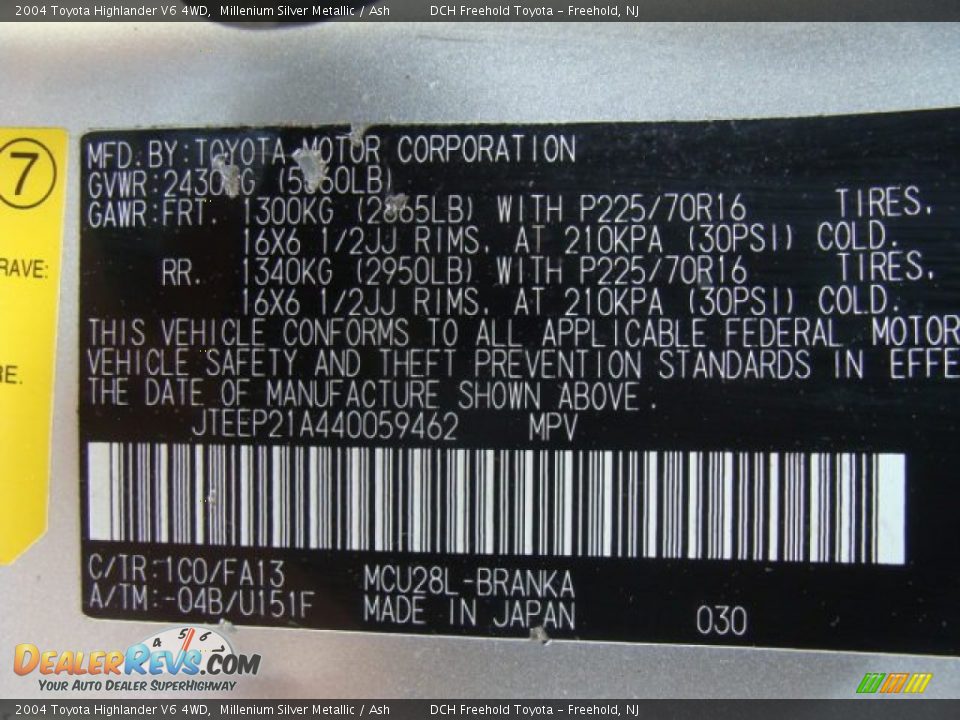 2004 Toyota Highlander V6 4WD, Millenium Silver Metallic / Ash DCH Freehold Toyota - Freehold, NJ
7
RAVE:
RE.
MFD. BY: TOYOTA MOTOR CORPORATION
GVWR: (5360LB)
GAWR: FRT. 1300KG (2865LB) WITH P225/70R16 TIRES,
16X6 1/2JJ RIMS, AT 210KPA (30PSI) COLD.
RR. 1340KG (2950LB) WITH P225/70R16 TIRES,
16X6 1/2JJ RIMS, AT 210KPA (30PSI) COLD.
THIS VEHICLE CONFORMS TO ALL APPLICABLE FEDERAL MOTOR
VEHICLE SAFETY AND THEFT PREVENTION STANDARDS IN EFFE
THE DATE OF MANUFACTURE SHOWN ABOVE.
JTEEP21A440059462 MPV
C/TR:1C0/FA13 MCU28L-BRANKA
A/TM:-04B/U151F MADE IN JAPAN 030
4 5 6
DEALERREVS.COM
YOUR AUTO DEALER SUPERHIGHWAY
2004 Toyota Highlander V6 4WD, Millenium Silver Metallic / Ash DCH Freehold Toyota - Freehold, NJ